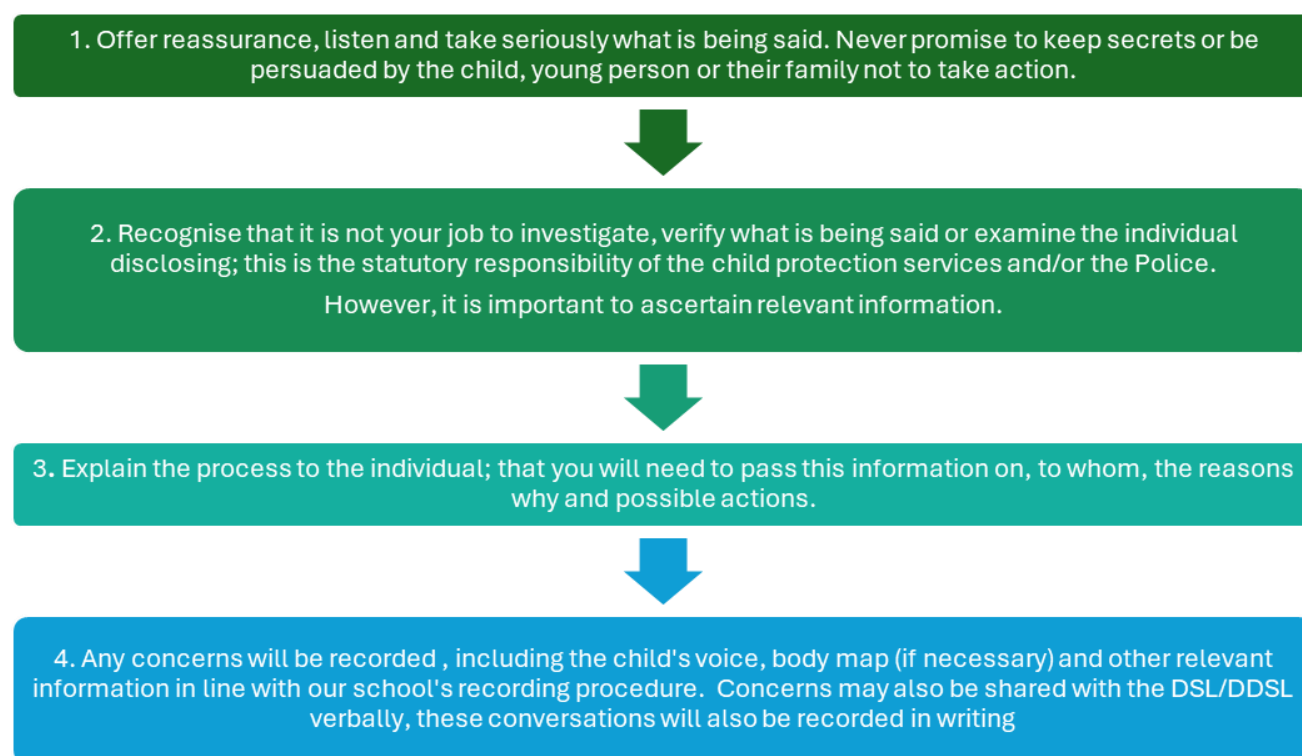 1. Offer reassurance, listen and take seriously what is being said. Never promise to keep secrets or be
persuaded by the child, young person or their family not to take action.
2. Recognise that it is not your job to investigate, verify what is being said or examine the individual
disclosing; this is the statutory responsibility of the child protection services and/or the Police.
However, it is important to ascertain relevant information.
3. Explain the process to the individual; that you will need to pass this information on, to whom, the reasons
why and possible actions.
4. Any concerns will be recorded , including the child's voice, body map (if necessary) and other relevant
information in line with our school's recording procedure.  Concerns may also be shared with the DSL/DDSL
verbally, these conversations will also be recorded in writing